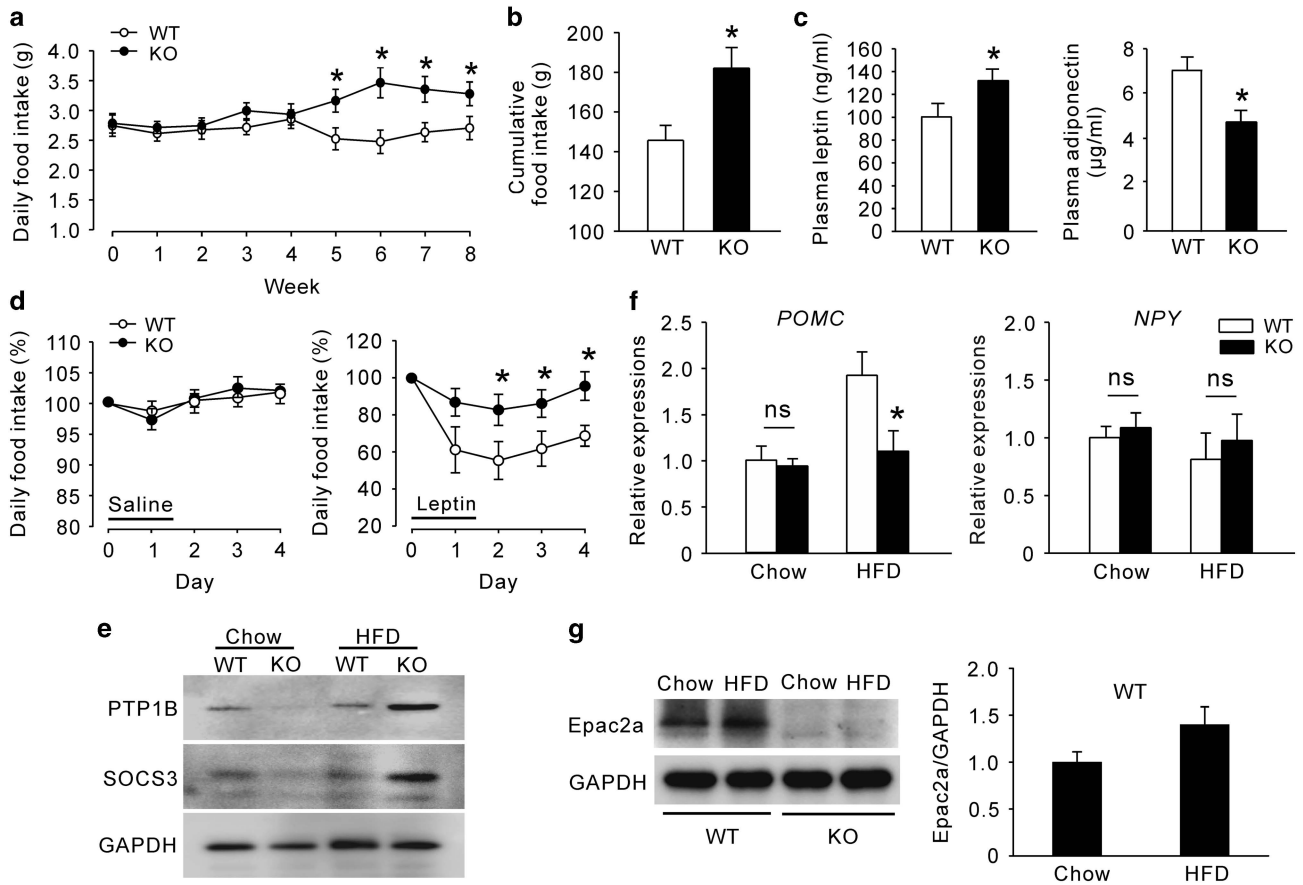 a
WT
KO
Daily food intake (g)
4.0
3.5
3.0
2.5
2.0
1.5
1.0
* * * *
0 1 2 3 4 5 6 7 8
Week
b
Cumulative
food intake (g)
200
180
160
140
120
100
*
WT KO
c
Plasma leptin (ng/ml)
160
140
120
100
80
60
40
20
0
*
WT KO
Plasma adiponectin
(μg/ml)
8
6
4
2
0
*
WT KO
d
WT
KO
Daily food intake (%)
110
105
100
95
90
85
80
Saline
0 1 2 3 4
Day
Daily food intake (%)
120
100
80
60
40
20
* * *
Leptin
0 1 2 3 4
Day
f
POMC
Relative expressions
2.5
2.0
1.5
1.0
0.5
0
ns
*
Chow HFD
NPY
WT
KO
Relative expressions
2.0
1.5
1.0
0.5
0
ns ns
Chow HFD
e
Chow HFD
WT KO WT KO
PTP1B
SOCS3
GAPDH
g
Chow HFD Chow HFD
Epac2a
GAPDH
WT KO
Epac2a/GAPDH
WT
2.0
1.5
1.0
0.5
0
Chow HFD